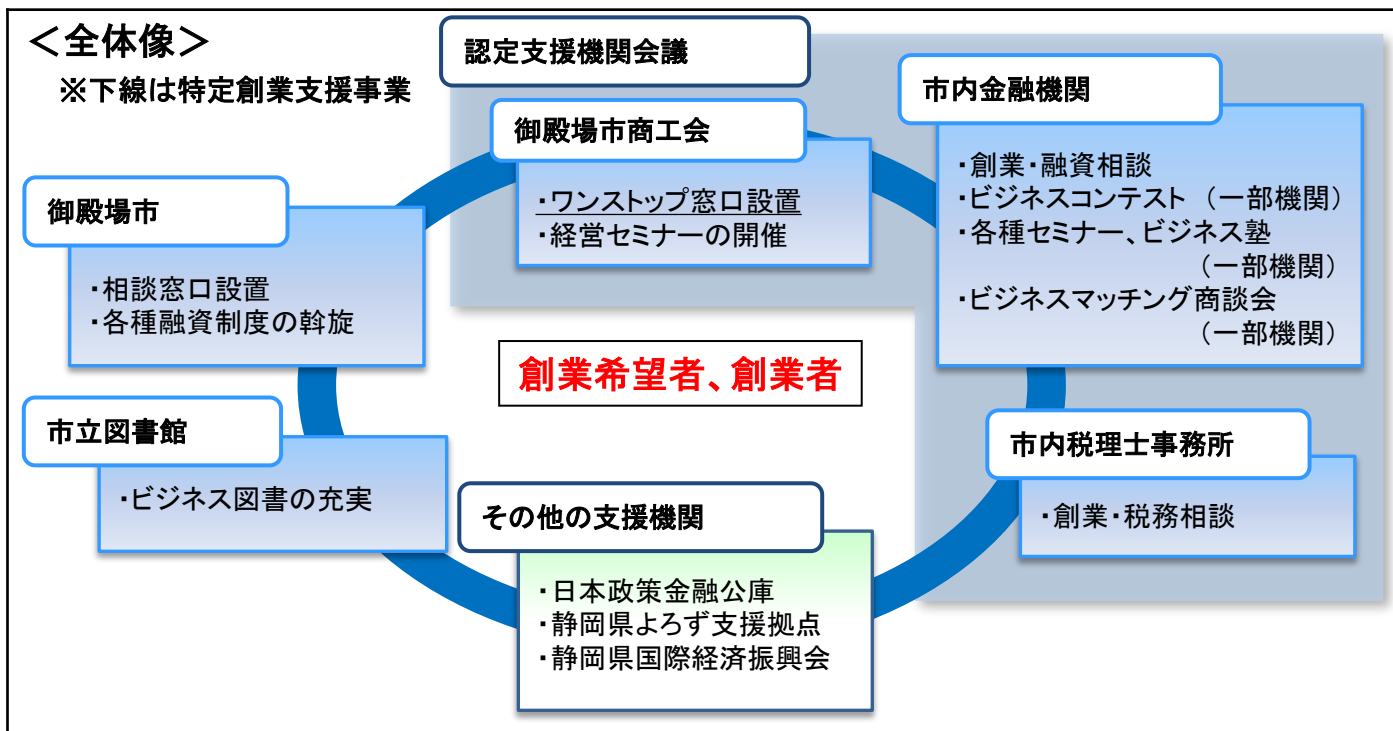 ＜全体像＞
※下線は特定創業支援事業
認定支援機関会議
御殿場市商工会
・ワンストップ窓口設置
・経営セミナーの開催
市内金融機関
・創業・融資相談
・ビジネスコンテスト （一部機関）
・各種セミナー、ビジネス塾
（一部機関）
・ビジネスマッチング商談会
（一部機関）
御殿場市
・相談窓口設置
・各種融資制度の斡旋
創業希望者、創業者
市立図書館
・ビジネス図書の充実
市内税理士事務所
・創業・税務相談
その他の支援機関
・日本政策金融公庫
・静岡県よろず支援拠点
・静岡県国際経済振興会